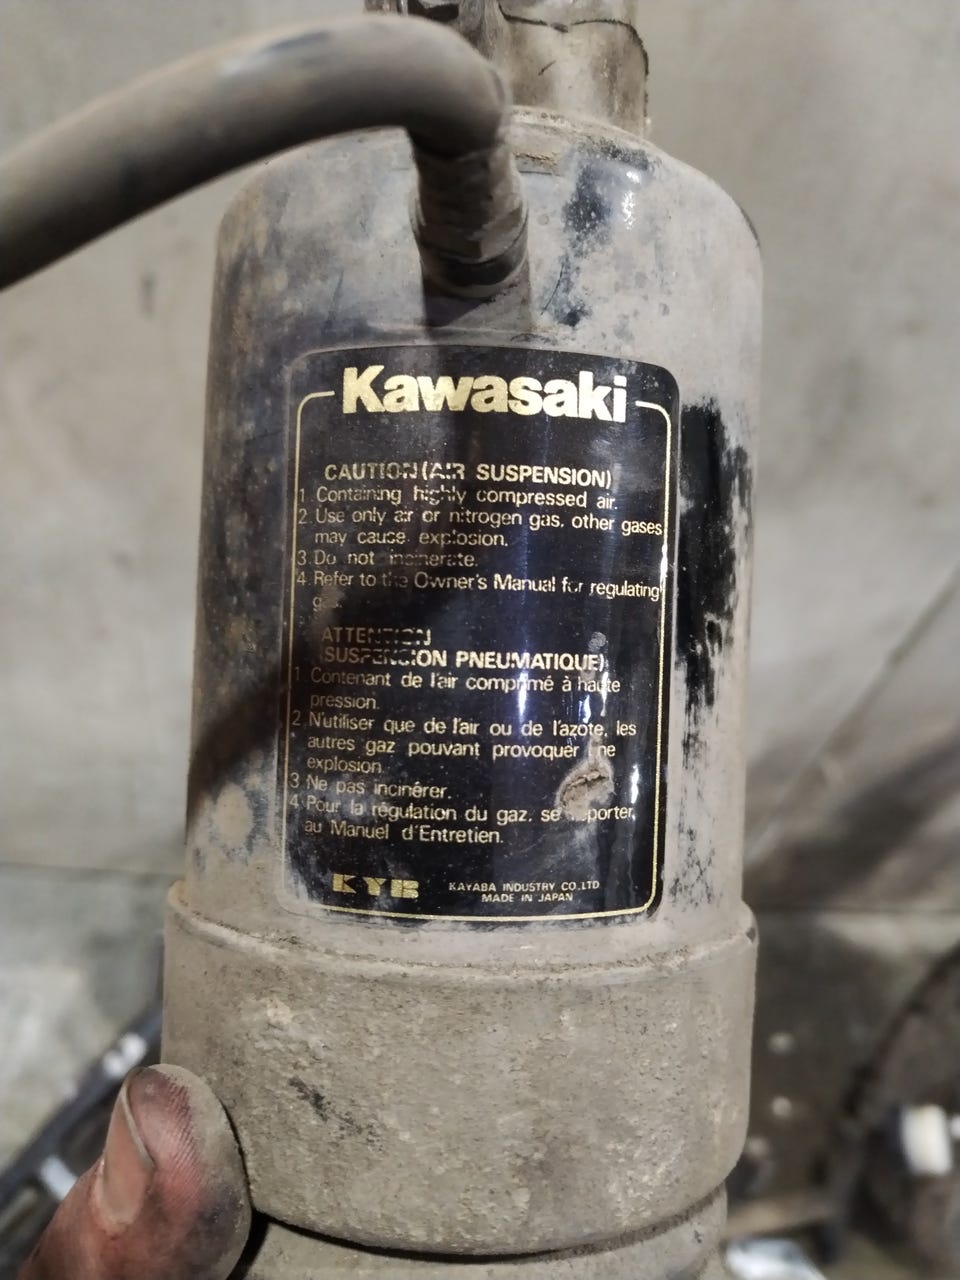 Kawasaki
CAUTION (AIR SUSPENSION)
1. Containing highly compressed air.
2. Use only air or nitrogen gas, other gases
may cause explosion.
3. Do not incinerate.
4. Refer to the Owner's Manual for regulating
ATTENTION
(SUSPENCION PNEUMATIQUE)
1. Contenant de l'air comprimé à haute
pression.
2. N'utiliser que de l'air ou de l'azote, les
autres gaz pouvant provoquer une
explosion.
3 Ne pas incinérer.
4 Pour la régulation du gaz, se reporter
au Manuel d'Entretien.
KYB KAYABA INDUSTRY CO.,LTD
MADE IN JAPAN